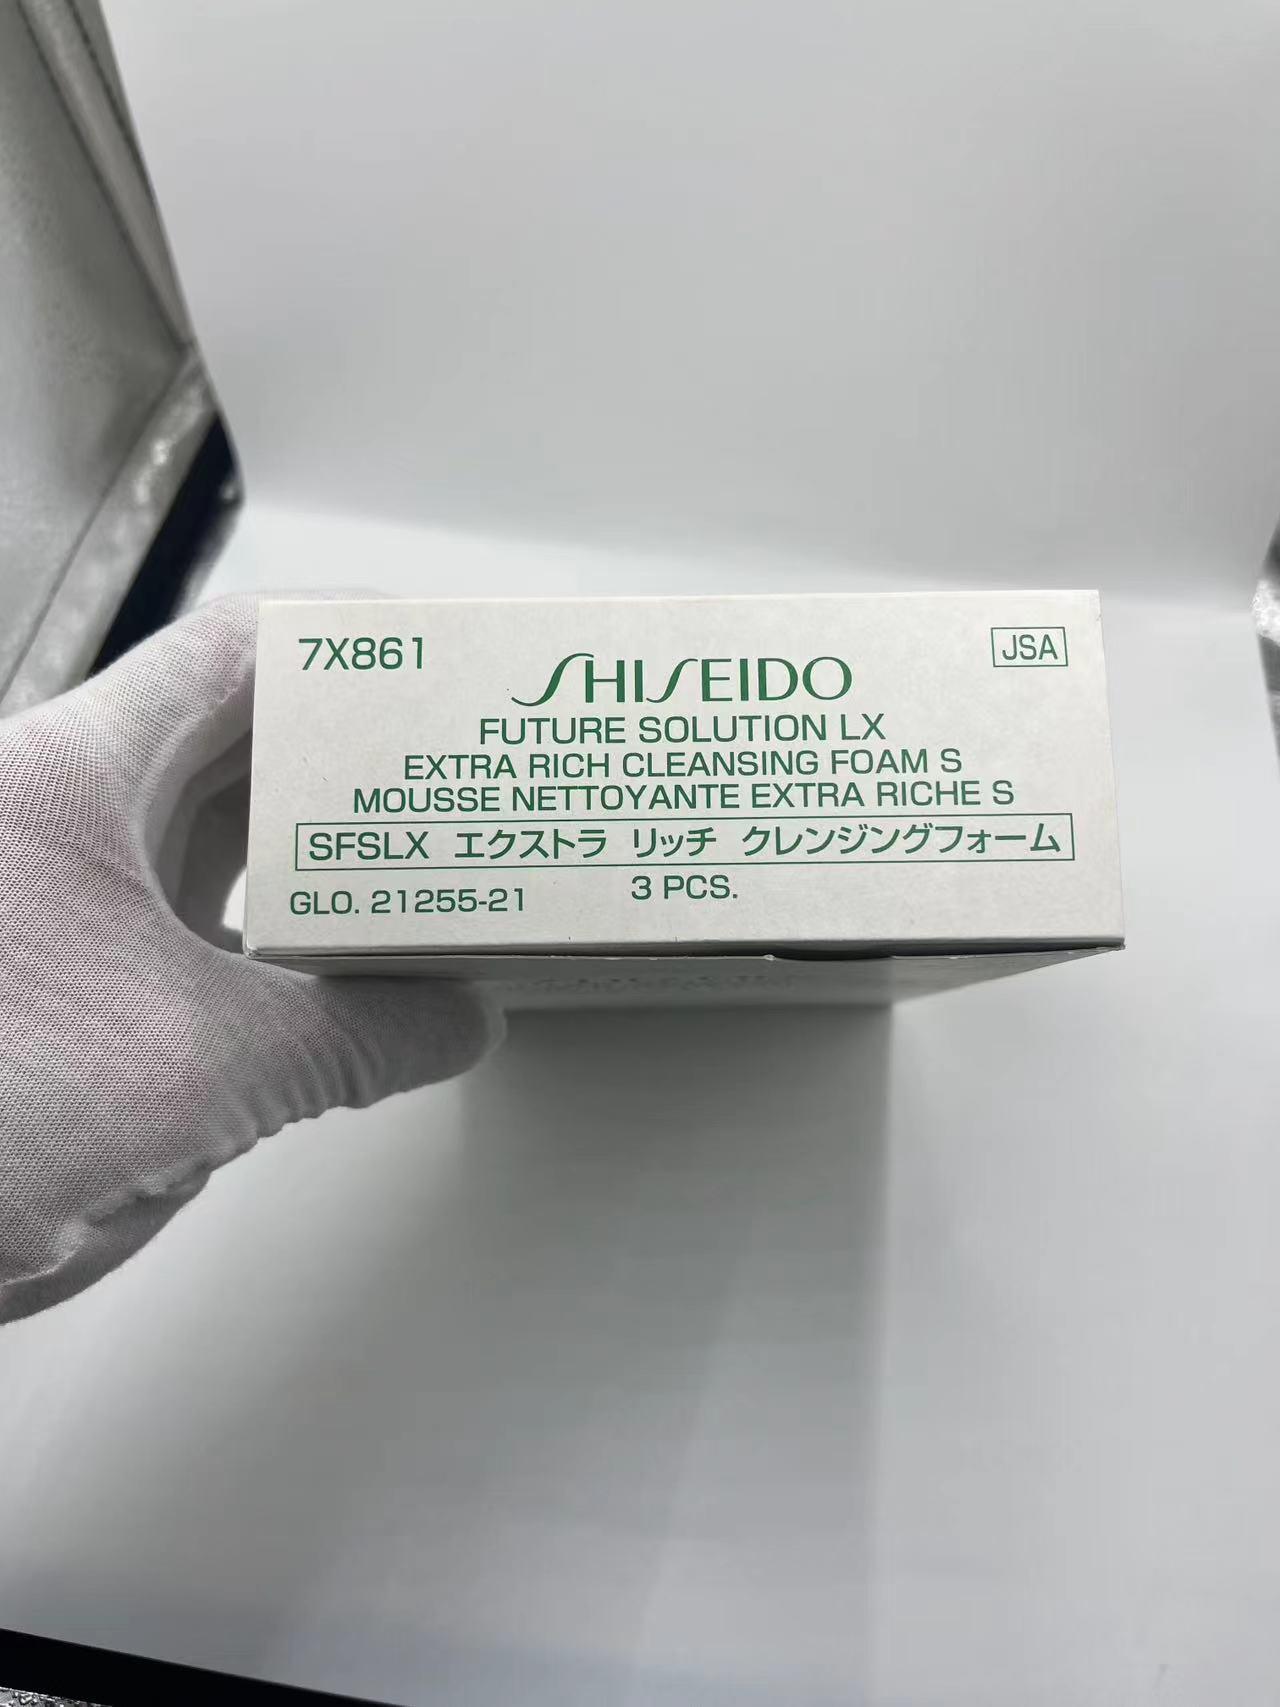 7X861
JSA
SHISEIDO
FUTURE SOLUTION LX
EXTRA RICH CLEANSING FOAM S
MOUSSE NETTOYANTE EXTRA RICHE S
SFSLX エクストラ リッチ クレンジングフォーム
3 PCS.
GLO. 21255-21